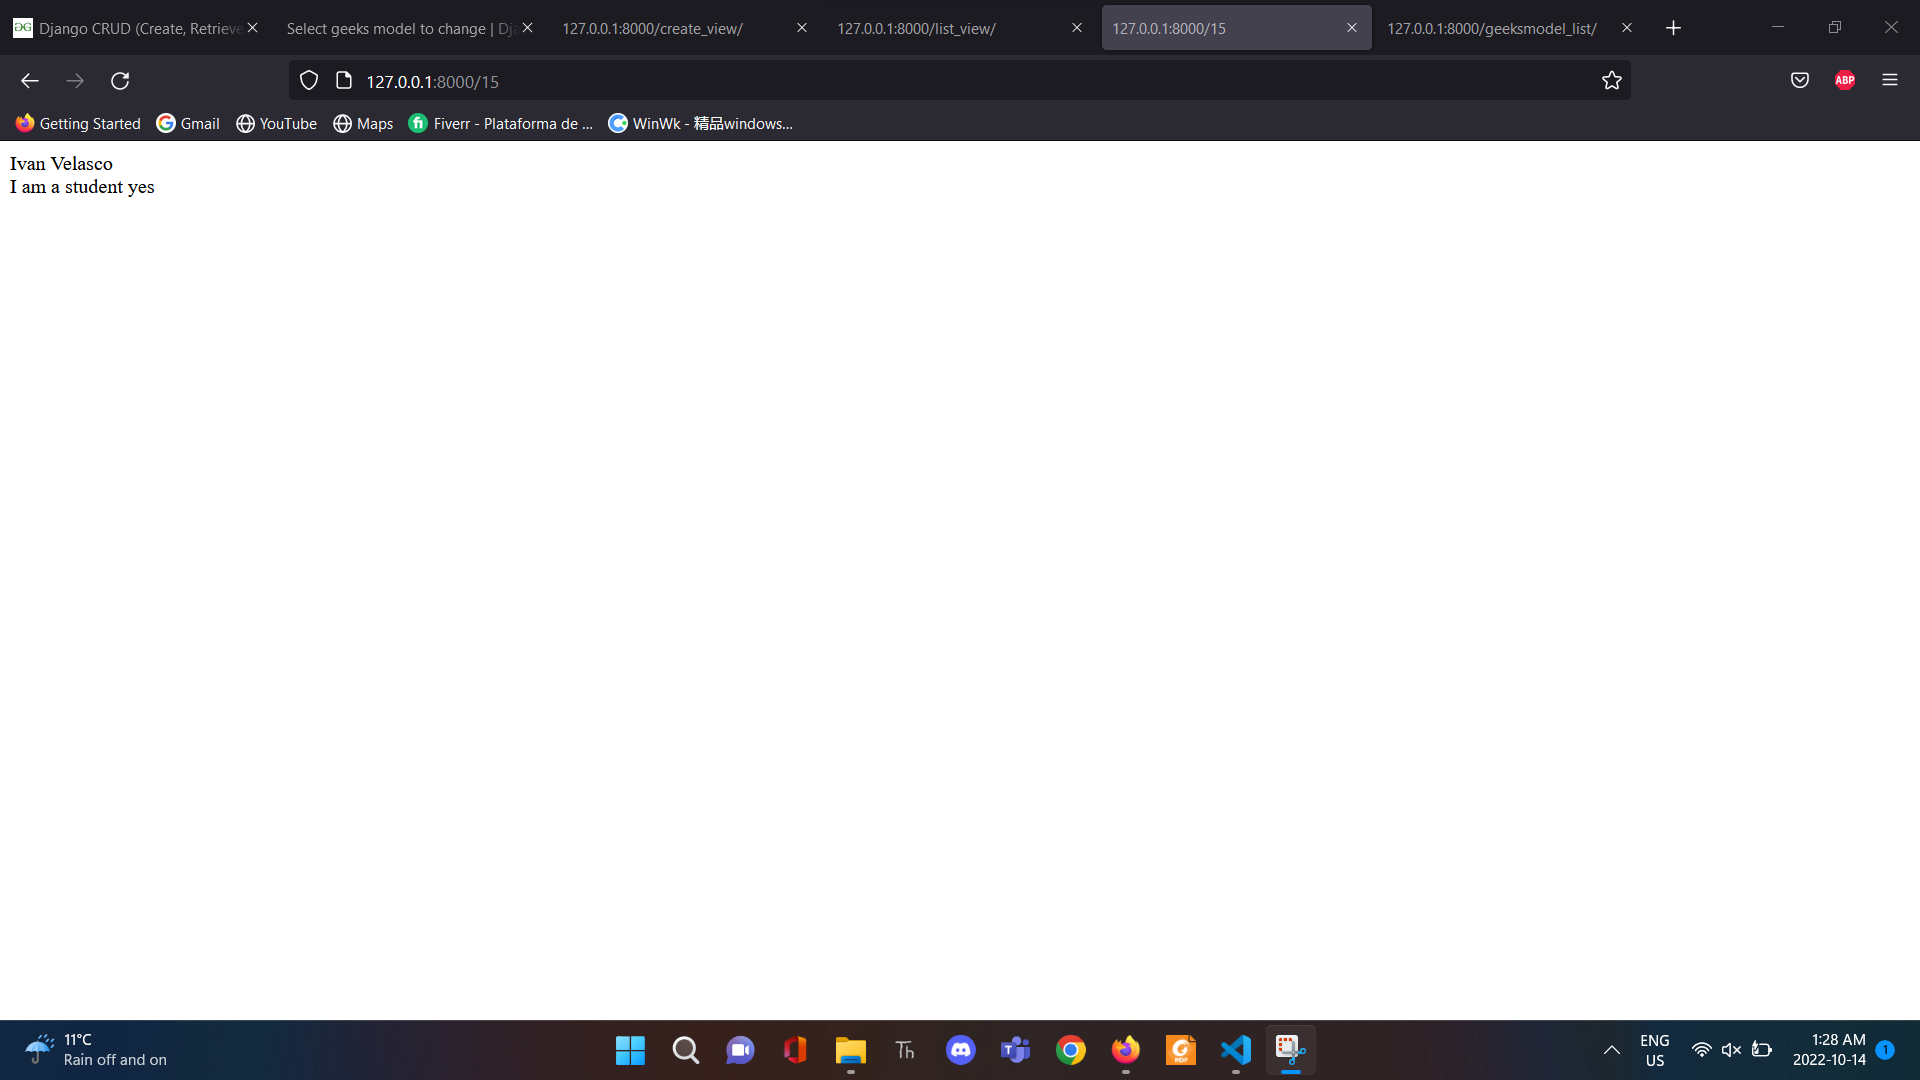 Django CRUD (Create, Retrieve
Select geeks model to change | Dja
127.0.0.1:8000/create_view/
127.0.0.1:8000/list_view/
127.0.0.1:8000/15
127.0.0.1:8000/geeksmodel_list/
127.0.0.1:8000/15
ABP
Getting Started
Gmail
YouTube
Maps
Fiverr - Plataforma de ...
WinWk - 精品windows...
Ivan Velasco
I am a student yes
11°C
Rain off and on
Th
PDF
ENG
US
1:28 AM
2022-10-14
1